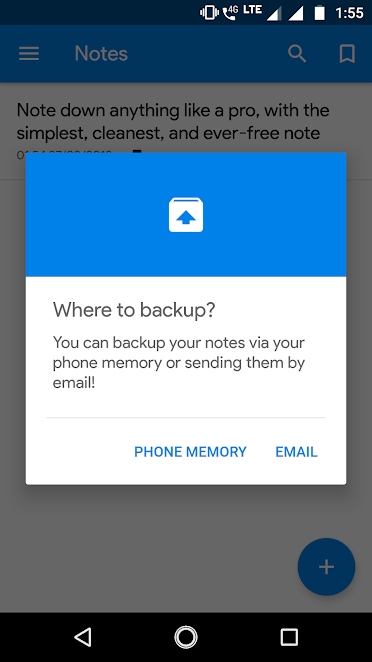 4G LTE 1:55
Notes
Note down anything like a pro, with the
simplest, cleanest, and ever-free note
Where to backup?
You can backup your notes via your
phone memory or sending them by
email!
PHONE MEMORY EMAIL